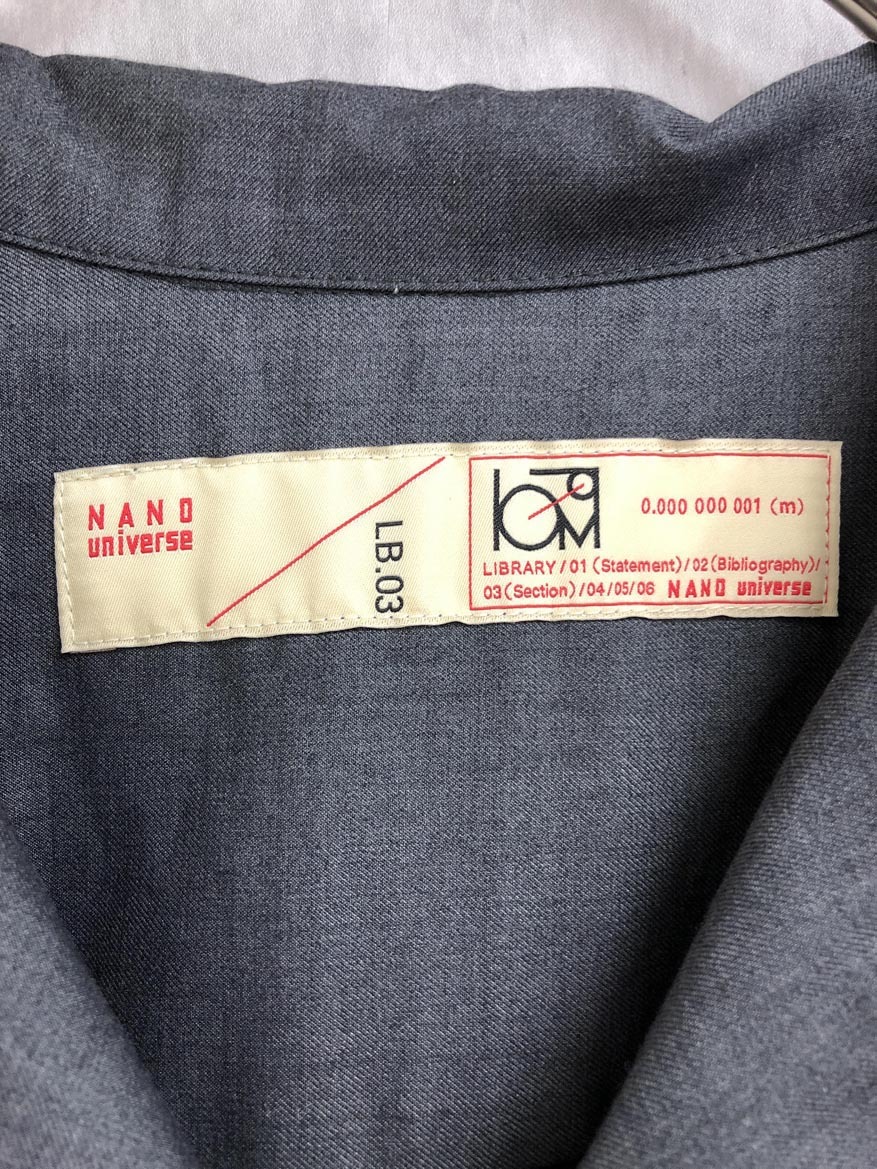 NANO
universe
LB.03
0.000 000 001 (m)
LIBRARY/01 (Statement)/02(Bibliography)/
03(Section)/04/05/06 NANO universe